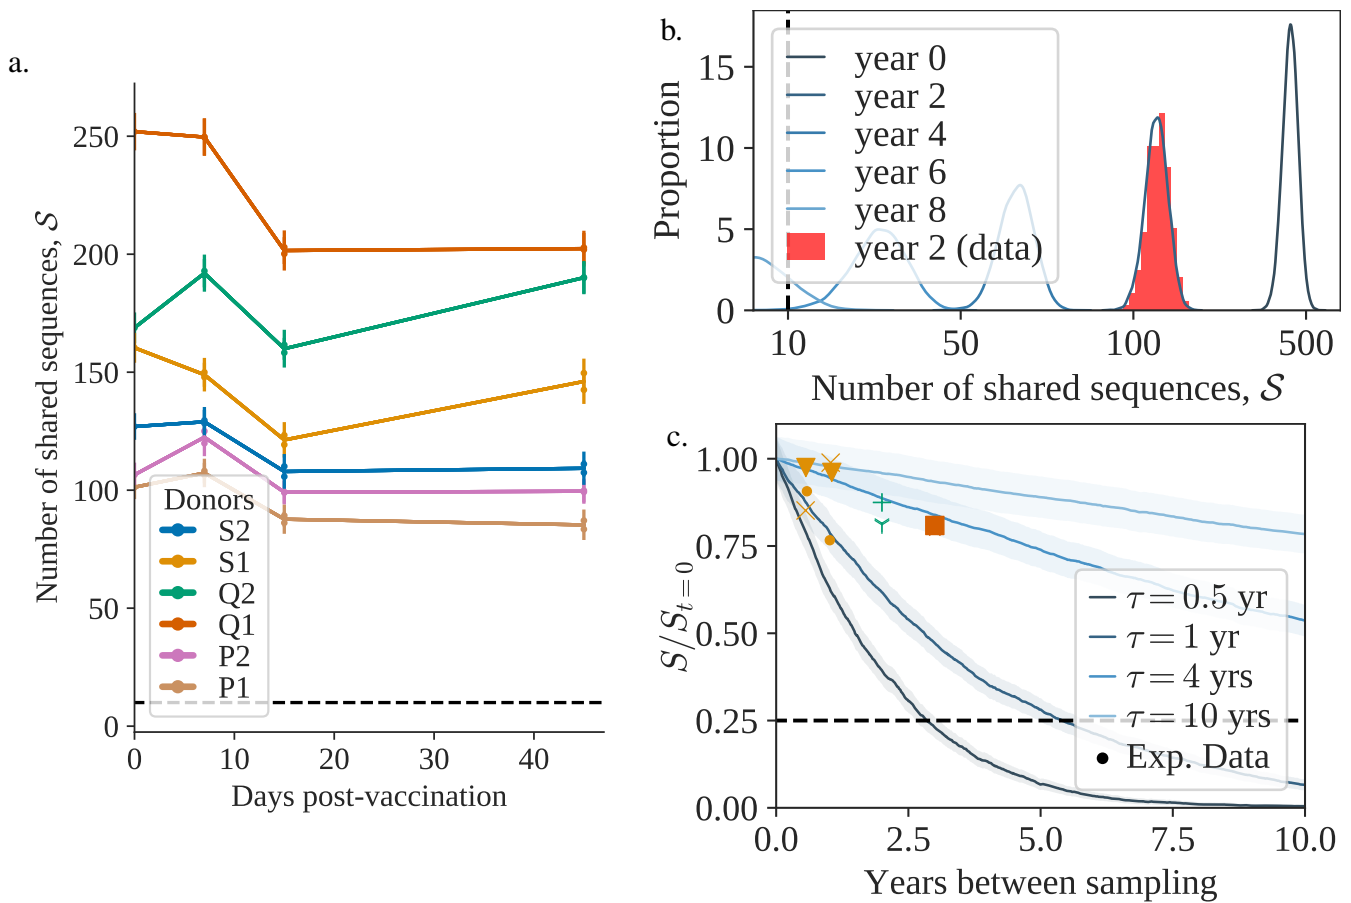 a.
250
200
150
100
50
0
Number of shared sequences, 𝒮
Donors
S2
S1
Q2
Q1
P2
P1
0 10 20 30 40
Days post-vaccination
b.
15
10
5
0
Proportion
year 0
year 2
year 4
year 6
year 8
year 2 (data)
10 50 100 500
Number of shared sequences, 𝒮
c.
1.00
0.75
0.50
0.25
0.00
S/S_{t=0}
τ = 0.5 yr
τ = 1 yr
τ = 4 yrs
τ = 10 yrs
Exp. Data
0.0 2.5 5.0 7.5 10.0
Years between sampling